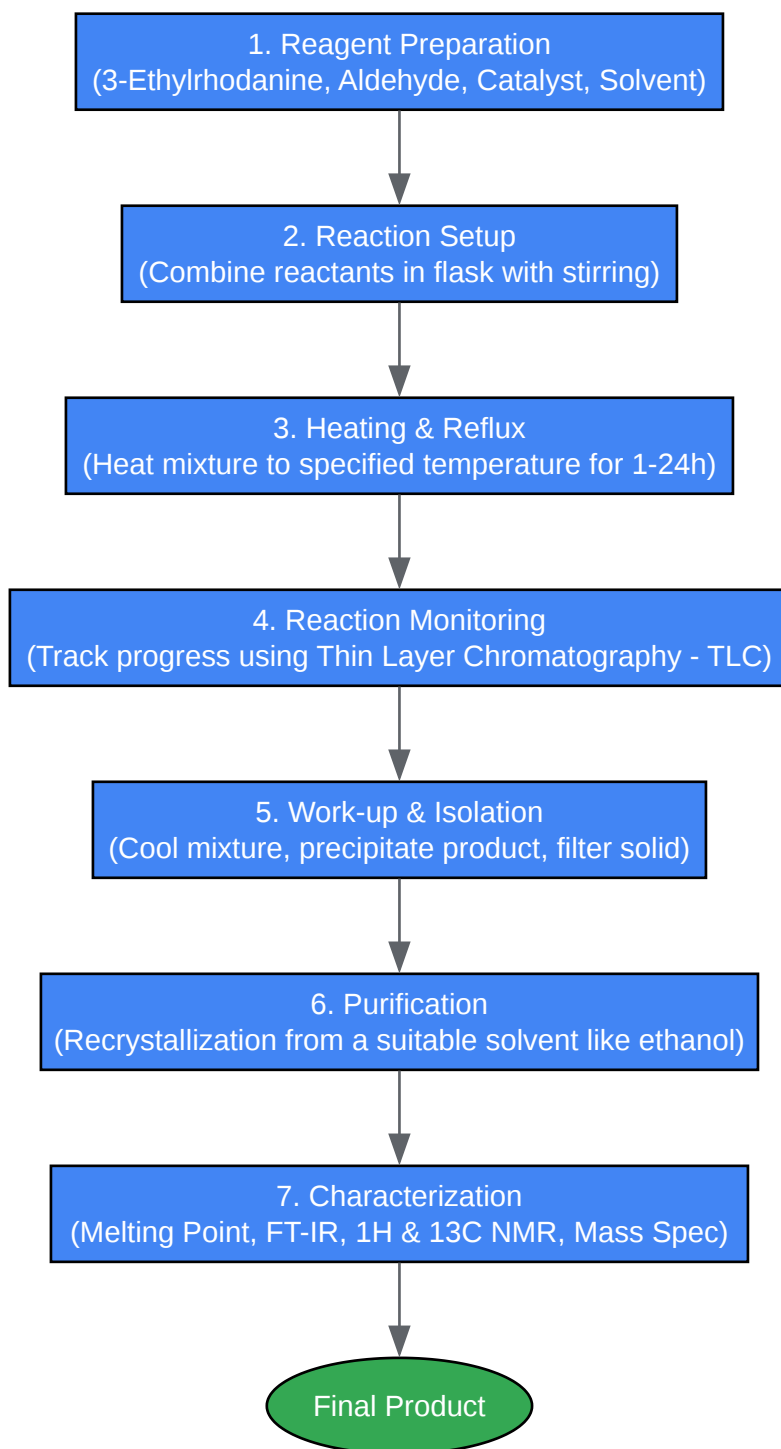 1. Reagent Preparation
(3-Ethylrhodanine, Aldehyde, Catalyst, Solvent)
2. Reaction Setup
(Combine reactants in flask with stirring)
3. Heating & Reflux
(Heat mixture to specified temperature for 1-24h)
4. Reaction Monitoring
(Track progress using Thin Layer Chromatography - TLC)
5. Work-up & Isolation
(Cool mixture, precipitate product, filter solid)
6. Purification
(Recrystallization from a suitable solvent like ethanol)
7. Characterization
(Melting Point, FT-IR, 1H & 13C NMR, Mass Spec)
Final Product